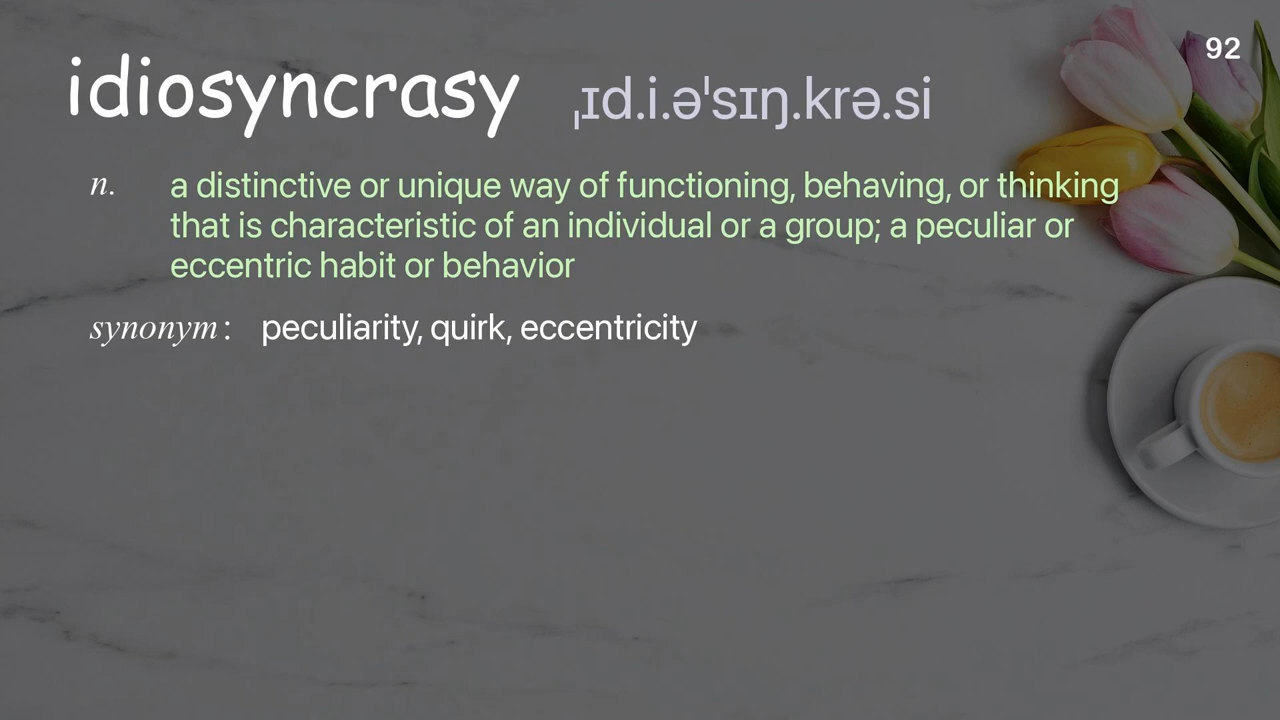 92
idiosyncrasy ˌɪd.i.əˈsɪŋ.krə.si
n. a distinctive or unique way of functioning, behaving, or thinking
that is characteristic of an individual or a group; a peculiar or
eccentric habit or behavior
synonym: peculiarity, quirk, eccentricity